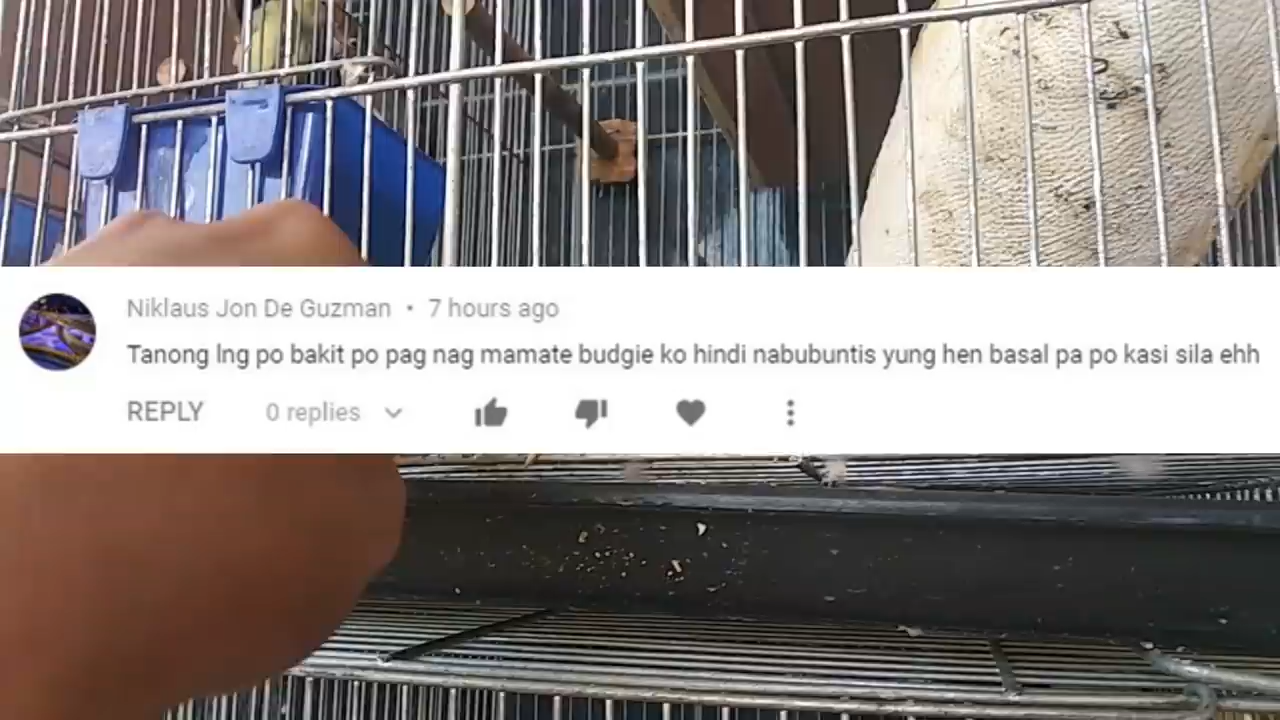 Niklaus Jon De Guzman • 7 hours ago
Tanong lng po bakit po pag nag mamate budgie ko hindi nabubuntis yung hen basal pa po kasi sila ehh
REPLY 0 replies